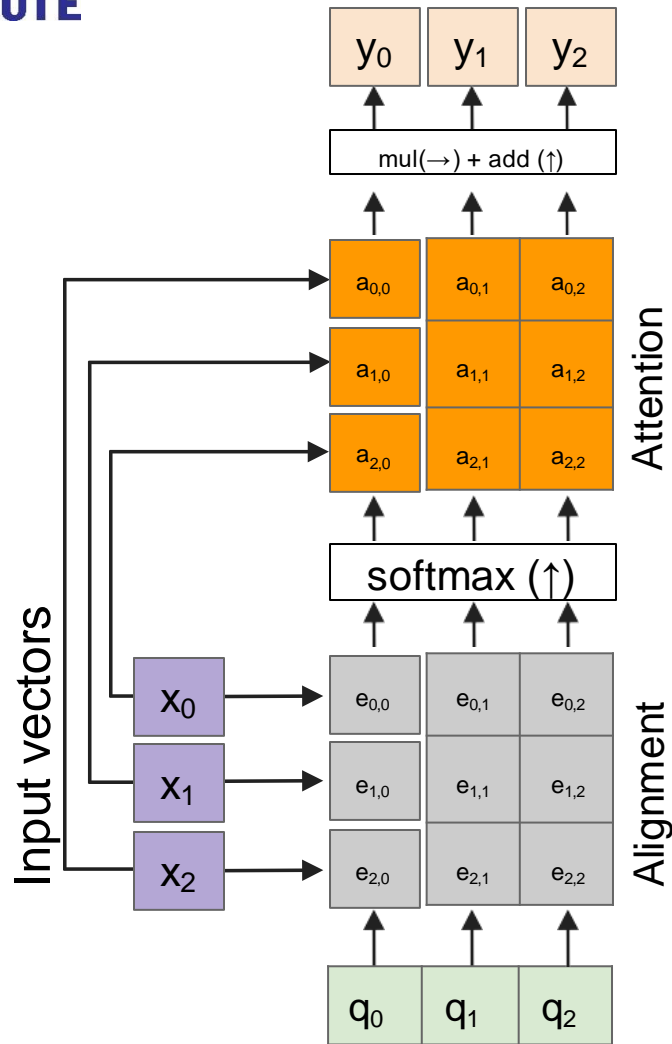 UTE
y₀ y₁ y₂
mul(→) + add (↑)
a₀,₀ a₀,₁ a₀,₂
a₁,₀ a₁,₁ a₁,₂
a₂,₀ a₂,₁ a₂,₂
Attention
softmax (↑)
Input vectors
x₀ e₀,₀ e₀,₁ e₀,₂
x₁ e₁,₀ e₁,₁ e₁,₂
x₂ e₂,₀ e₂,₁ e₂,₂
Alignment
q₀ q₁ q₂